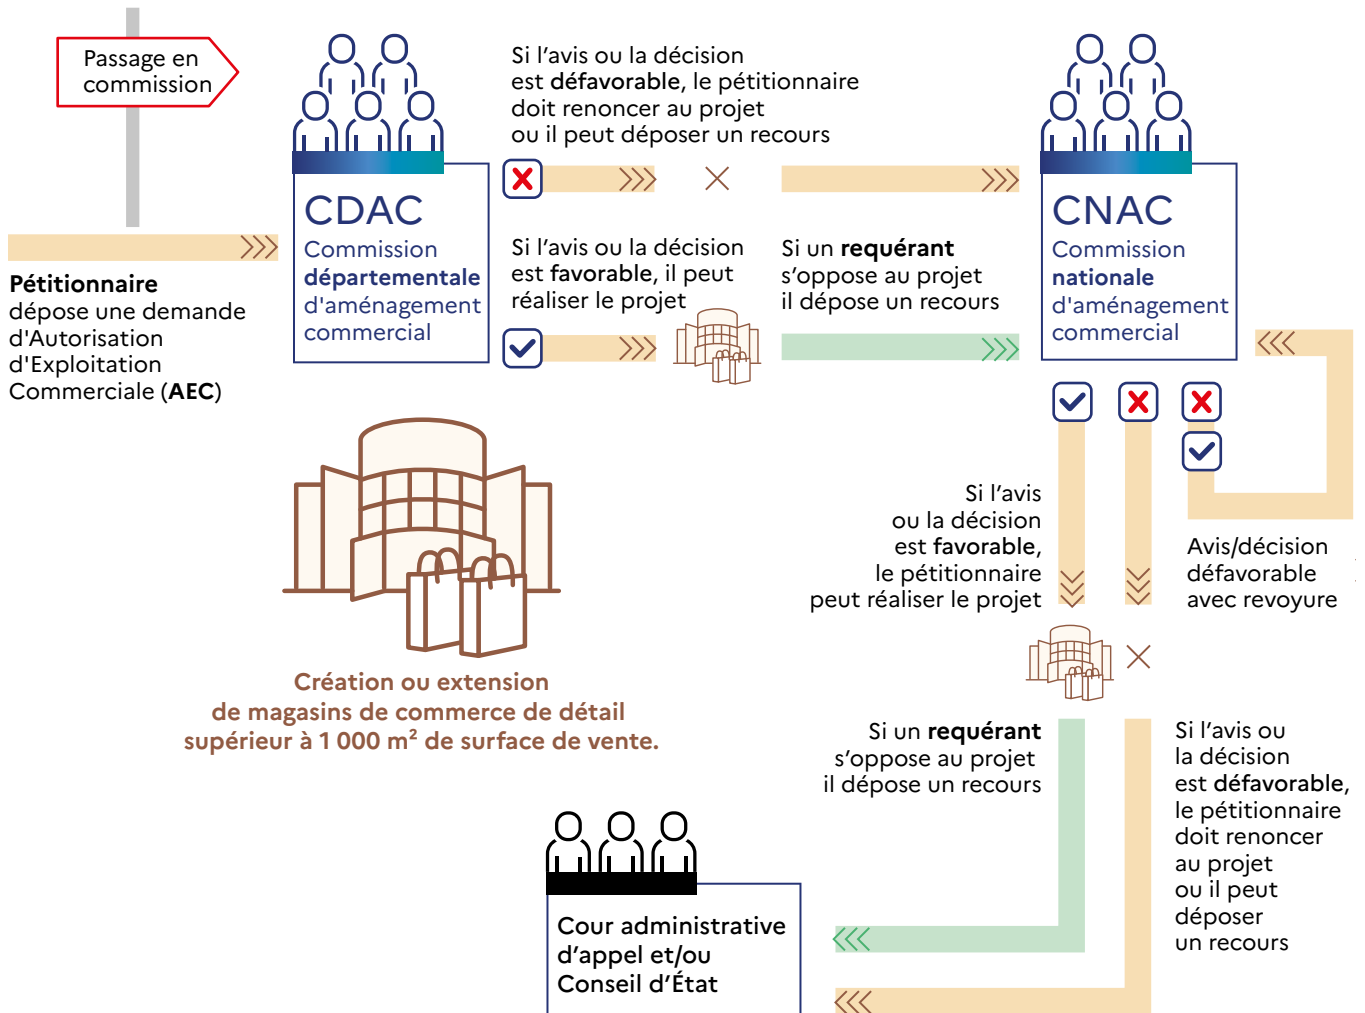 Passage en
commission
Pétitionnaire
dépose une demande
d'Autorisation
d'Exploitation
Commerciale (AEC)
CDAC
Commission
départementale
d'aménagement
commercial
Si l'avis ou la décision
est défavorable, le pétitionnaire
doit renoncer au projet
ou il peut déposer un recours
Si l'avis ou la décision
est favorable, il peut
réaliser le projet
Si un requérant
s'oppose au projet
il dépose un recours
CNAC
Commission
nationale
d'aménagement
commercial
Si l'avis
ou la décision
est favorable,
le pétitionnaire
peut réaliser le projet
Avis/décision
défavorable
avec revoyure
Création ou extension
de magasins de commerce de détail
supérieur à 1 000 m² de surface de vente.
Si un requérant
s'oppose au projet
il dépose un recours
Si l'avis ou
la décision
est défavorable,
le pétitionnaire
doit renoncer
au projet
ou il peut
déposer
un recours
Cour administrative
d'appel et/ou
Conseil d'État